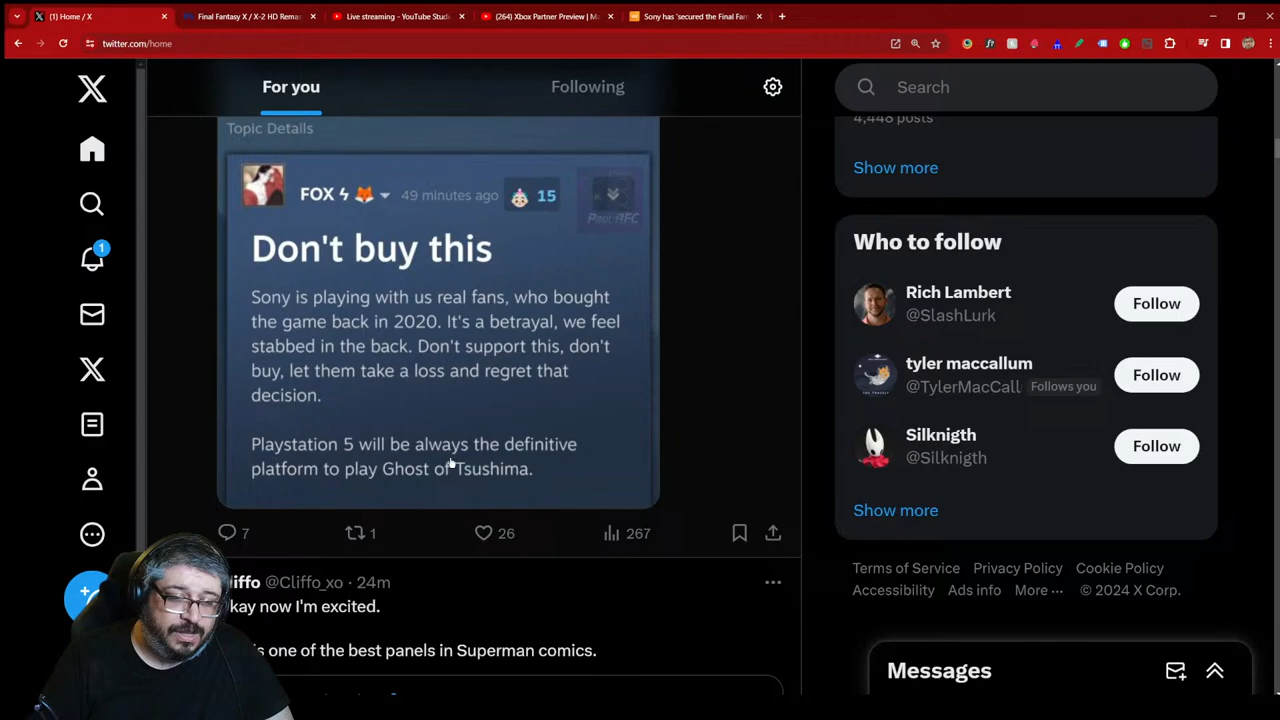 (1) Home / X
Final Fantasy X / X-2 HD Remas
Live streaming - YouTube Studi
(264) Xbox Partner Preview | Ma
Sony has 'secured the Final Fan
twitter.com/home
For you
Following
Search
Topic Details
4,448 posts
Show more
FOX ϟ 🦊
49 minutes ago
15
Paul AFC
Don't buy this
Sony is playing with us real fans, who bought
the game back in 2020. It's a betrayal, we feel
stabbed in the back. Don't support this, don't
buy, let them take a loss and regret that
decision.
Playstation 5 will be always the definitive
platform to play Ghost of Tsushima.
Who to follow
Rich Lambert
@SlashLurk
Follow
tyler maccallum
@TylerMacCall
Follows you
Follow
Silknigth
@Silknigth
Follow
Show more
1
7
1
26
267
liffo @Cliffo_xo · 24m
kay now I'm excited.
s one of the best panels in Superman comics.
Terms of Service
Privacy Policy
Cookie Policy
Accessibility
Ads info
More ···
© 2024 X Corp.
Messages